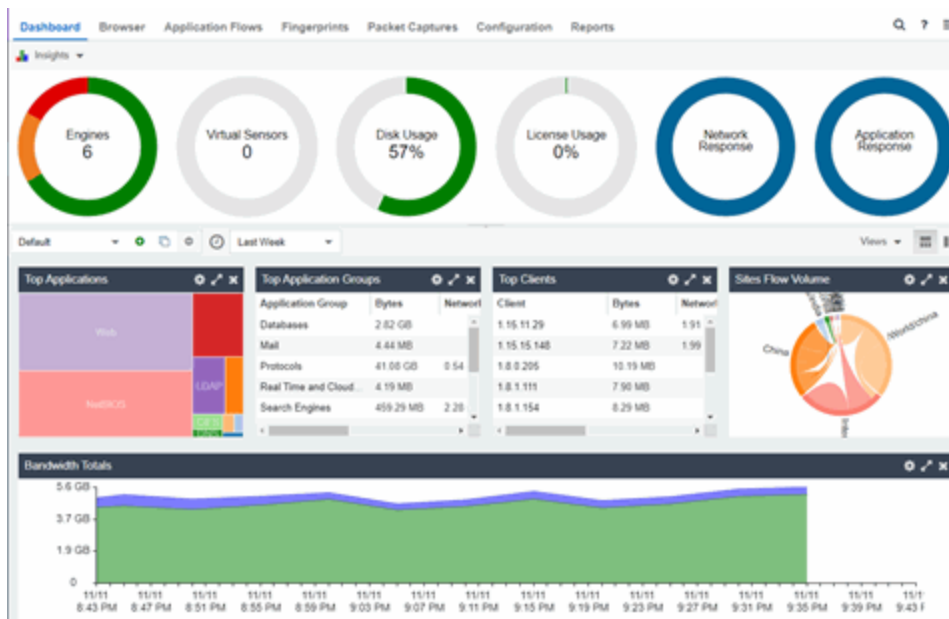 Dashboard Browser Application Flows Fingerprints Packet Captures Configuration Reports ?
Insights
Engines
6
Virtual Sensors
0
Disk Usage
57%
License Usage
0%
Network
Response
Application
Response
Default Last Week Views
Top Applications
Web
NetBIOS
LDAP
Top Application Groups
Application Group Bytes Network
Databases 2.82 GB
Mail 4.44 MB
Protocols 41.08 GB 0.54
Real Time and Cloud... 4.19 MB
Search Engines 459.29 MB 2.28
Top Clients
Client Bytes Network
1.15.11.29 6.99 MB 1.91
1.15.15.148 7.22 MB 1.99
1.8.0.205 10.19 MB
1.8.1.111 7.90 MB
1.8.1.154 8.29 MB
Sites Flow Volume
China
World/china
Inter
Bandwidth Totals
5.6 GB
3.7 GB
1.9 GB
0
11/11 11/11 11/11 11/11 11/11 11/11 11/11 11/11 11/11 11/11 11/11 11/11 11/11 11/11 11/11 11/1
8:43 PM 8:47 PM 8:51 PM 8:55 PM 8:59 PM 9:03 PM 9:07 PM 9:11 PM 9:15 PM 9:19 PM 9:23 PM 9:27 PM 9:31 PM 9:35 PM 9:39 PM 9:43 F